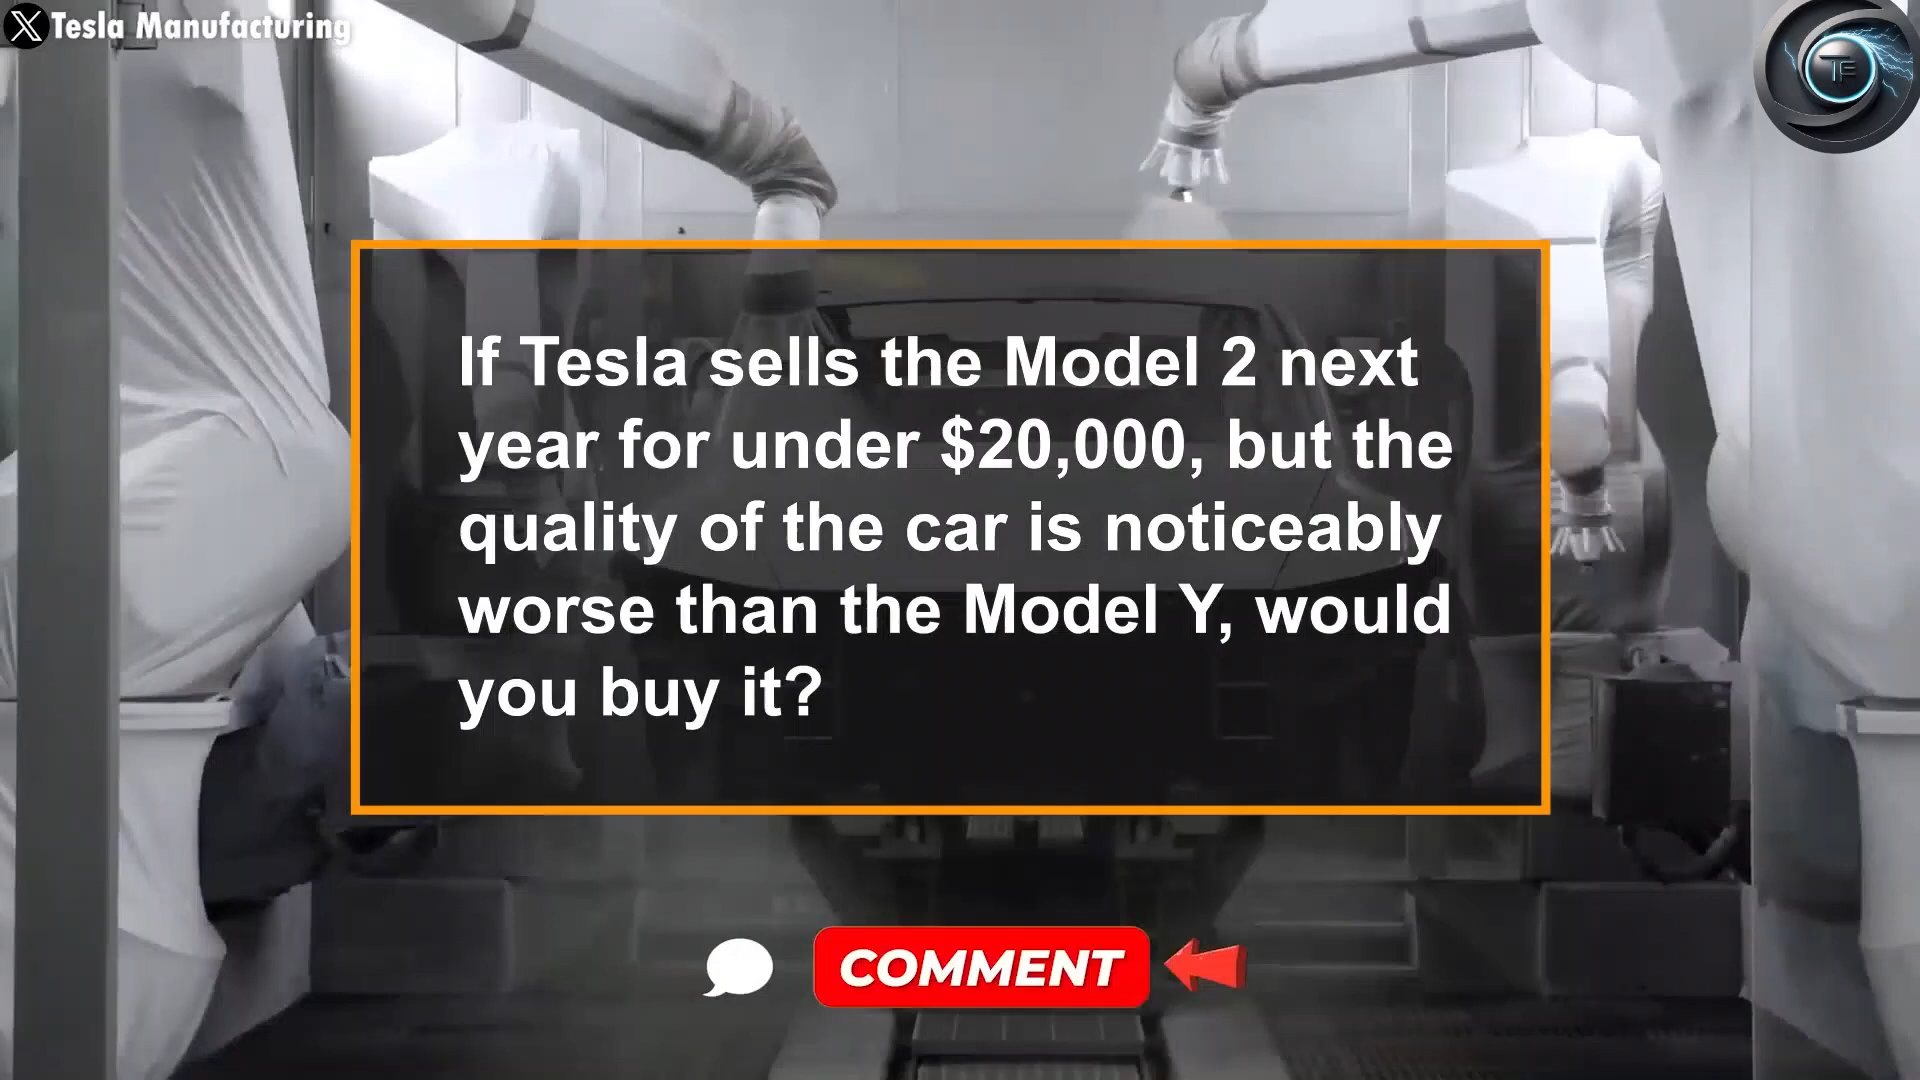 Tesla Manufacturing
TE
If Tesla sells the Model 2 next
year for under $20,000, but the
quality of the car is noticeably
worse than the Model Y, would
you buy it?
COMMENT